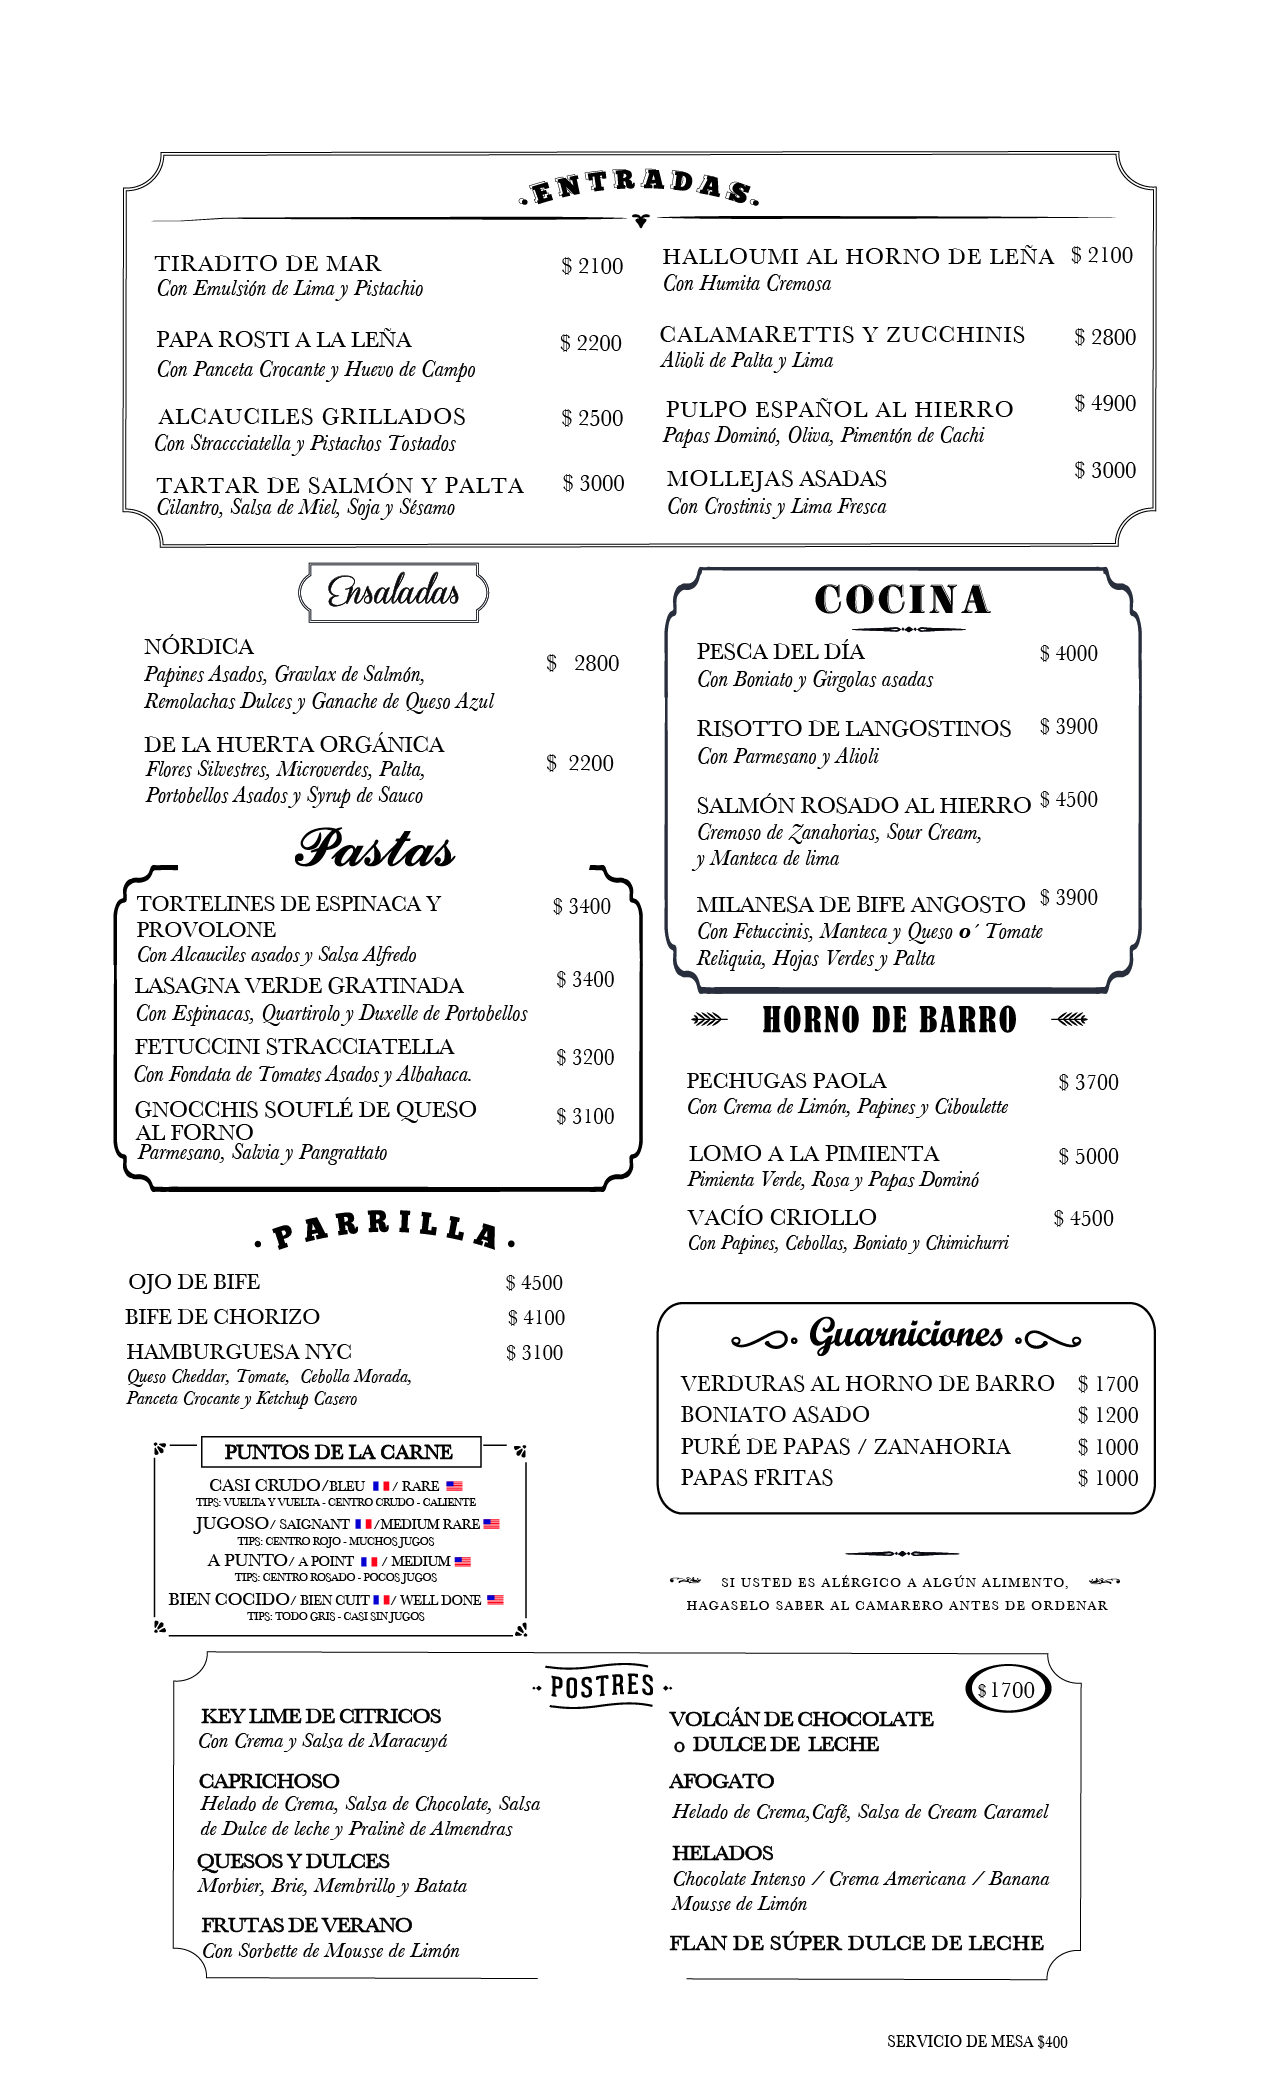 .ENTRADAS.
TIRADITO DE MAR $ 2100
Con Emulsión de Lima y Pistachio
PAPA ROSTI A LA LEÑA $ 2200
Con Panceta Crocante y Huevo de Campo
ALCAUCILES GRILLADOS $ 2500
Con Straccciatella y Pistachos Tostados
TARTAR DE SALMÓN Y PALTA $ 3000
Cilantro, Salsa de Miel, Soja y Sésamo
HALLOUMI AL HORNO DE LEÑA $ 2100
Con Humita Cremosa
CALAMARETTIS Y ZUCCHINIS $ 2800
Alioli de Palta y Lima
PULPO ESPAÑOL AL HIERRO $ 4900
Papas Dominó, Oliva, Pimentón de Cachi
MOLLEJAS ASADAS $ 3000
Con Crostinis y Lima Fresca
Ensaladas
NÓRDICA $ 2800
Papines Asados, Gravlax de Salmón,
Remolachas Dulces y Ganache de Queso Azul
DE LA HUERTA ORGÁNICA $ 2200
Flores Silvestres, Microverdes, Palta,
Portobellos Asados y Syrup de Sauco
Pastas
TORTELINES DE ESPINACA Y $ 3400
PROVOLONE
Con Alcauciles asados y Salsa Alfredo
LASAGNA VERDE GRATINADA $ 3400
Con Espinacas, Quartirolo y Duxelle de Portobellos
FETUCCINI STRACCIATELLA $ 3200
Con Fondata de Tomates Asados y Albahaca.
GNOCCHIS SOUFLÉ DE QUESO $ 3100
AL FORNO
Parmesano, Salvia y Pangrattato
.PARRILLA.
OJO DE BIFE $ 4500
BIFE DE CHORIZO $ 4100
HAMBURGUESA NYC $ 3100
Queso Cheddar, Tomate, Cebolla Morada,
Panceta Crocante y Ketchup Casero
PUNTOS DE LA CARNE
CASI CRUDO/BLEU / RARE
TIPS: VUELTA Y VUELTA - CENTRO CRUDO - CALIENTE
JUGOSO/ SAIGNANT /MEDIUM RARE
TIPS: CENTRO ROJO - MUCHOS JUGOS
A PUNTO/ A POINT / MEDIUM
TIPS: CENTRO ROSADO - POCOS JUGOS
BIEN COCIDO/ BIEN CUIT / WELL DONE
TIPS: TODO GRIS - CASI SIN JUGOS
COCINA
PESCA DEL DÍA $ 4000
Con Boniato y Girgolas asadas
RISOTTO DE LANGOSTINOS $ 3900
Con Parmesano y Alioli
SALMÓN ROSADO AL HIERRO $ 4500
Cremoso de Zanahorias, Sour Cream,
y Manteca de lima
MILANESA DE BIFE ANGOSTO $ 3900
Con Fetuccinis, Manteca y Queso o´ Tomate
Reliquia, Hojas Verdes y Palta
HORNO DE BARRO
PECHUGAS PAOLA $ 3700
Con Crema de Limón, Papines y Ciboulette
LOMO A LA PIMIENTA $ 5000
Pimienta Verde, Rosa y Papas Dominó
VACÍO CRIOLLO $ 4500
Con Papines, Cebollas, Boniato y Chimichurri
Guarniciones
VERDURAS AL HORNO DE BARRO $ 1700
BONIATO ASADO $ 1200
PURÉ DE PAPAS / ZANAHORIA $ 1000
PAPAS FRITAS $ 1000
SI USTED ES ALÉRGICO A ALGÚN ALIMENTO,
HAGASELO SABER AL CAMARERO ANTES DE ORDENAR
POSTRES
$ 1700
KEY LIME DE CITRICOS
Con Crema y Salsa de Maracuyá
CAPRICHOSO
Helado de Crema, Salsa de Chocolate, Salsa
de Dulce de leche y Pralinè de Almendras
QUESOS Y DULCES
Morbier, Brie, Membrillo y Batata
FRUTAS DE VERANO
Con Sorbette de Mousse de Limón
VOLCÁN DE CHOCOLATE
o DULCE DE LECHE
AFOGATO
Helado de Crema,Café, Salsa de Cream Caramel
HELADOS
Chocolate Intenso / Crema Americana / Banana
Mousse de Limón
FLAN DE SÚPER DULCE DE LECHE
SERVICIO DE MESA $400